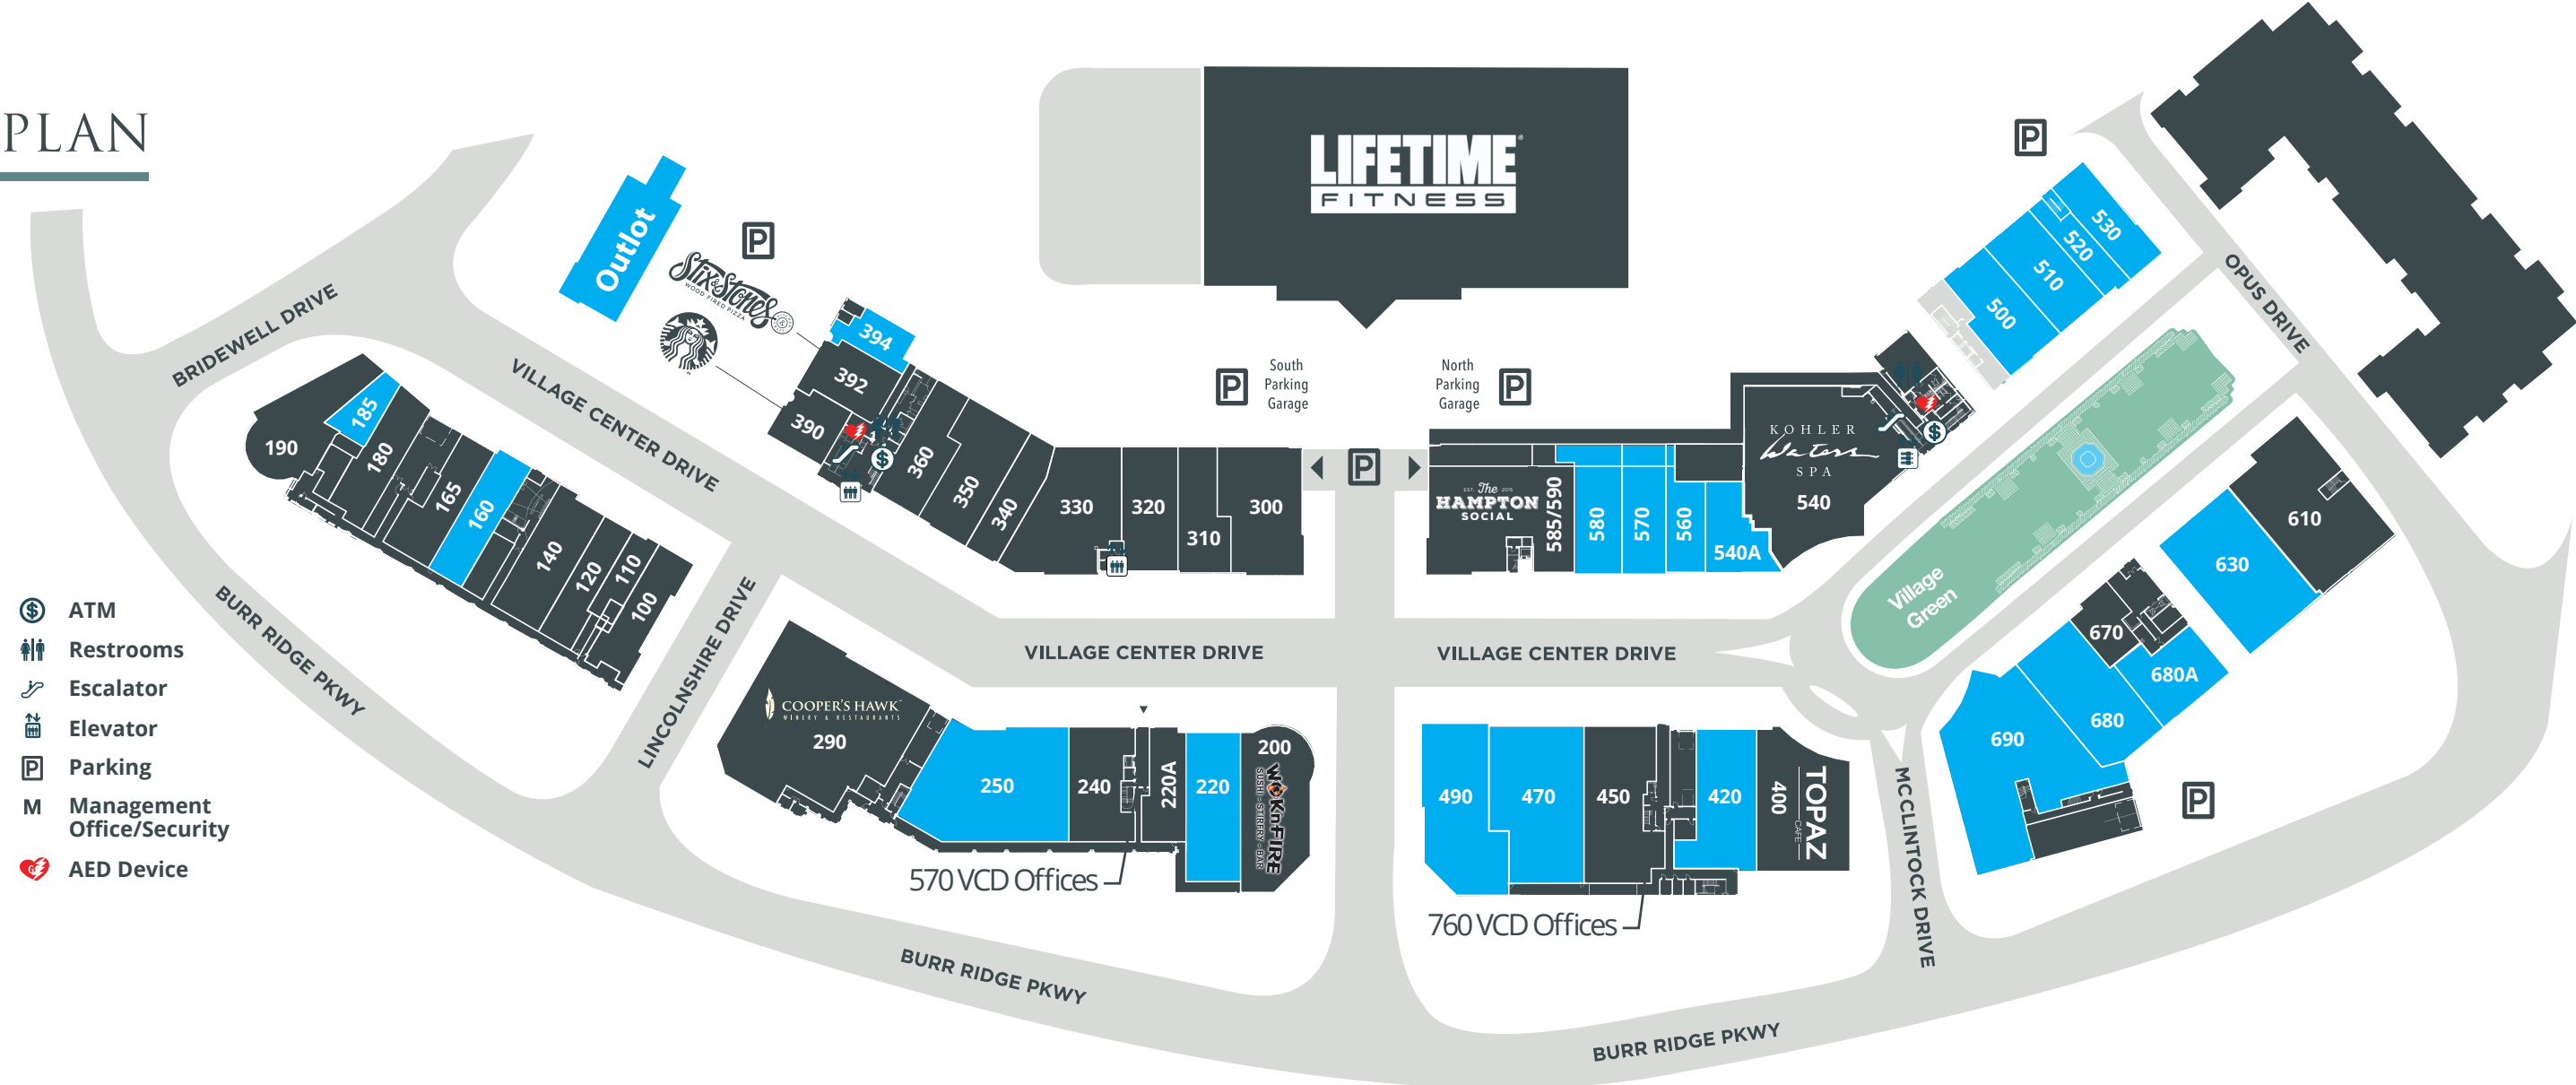 PLAN
LIFETIME
FITNESS
Outlot
Stix & Stones
WOOD FIRED PIZZA
BRIDEWELL DRIVE
VILLAGE CENTER DRIVE
394
392
390
360
350
340
330
320
310
300
South
Parking
Garage
North
Parking
Garage
P
P
P
P
P
EST. The 2015
HAMPTON
SOCIAL
585/590
580
570
560
540A
KOHLER
Waters
SPA
540
500
510
520
530
OPUS DRIVE
190
185
180
165
160
140
120
110
100
Village
Green
610
630
670
680A
680
690
P
BURR RIDGE PKWY
LINCOLNSHIRE DRIVE
VILLAGE CENTER DRIVE
VILLAGE CENTER DRIVE
COOPER'S HAWK
WINERY & RESTAURANTS
290
250
240
220A
220
200
WOKnFIRE
SUSHI - STIRFRY - BAR
570 VCD Offices
490
470
450
420
400
TOPAZ
CAFE
760 VCD Offices
MCCLINTOCK DRIVE
BURR RIDGE PKWY
BURR RIDGE PKWY
$ ATM
Restrooms
Escalator
Elevator
P Parking
M Management
Office/Security
AED Device